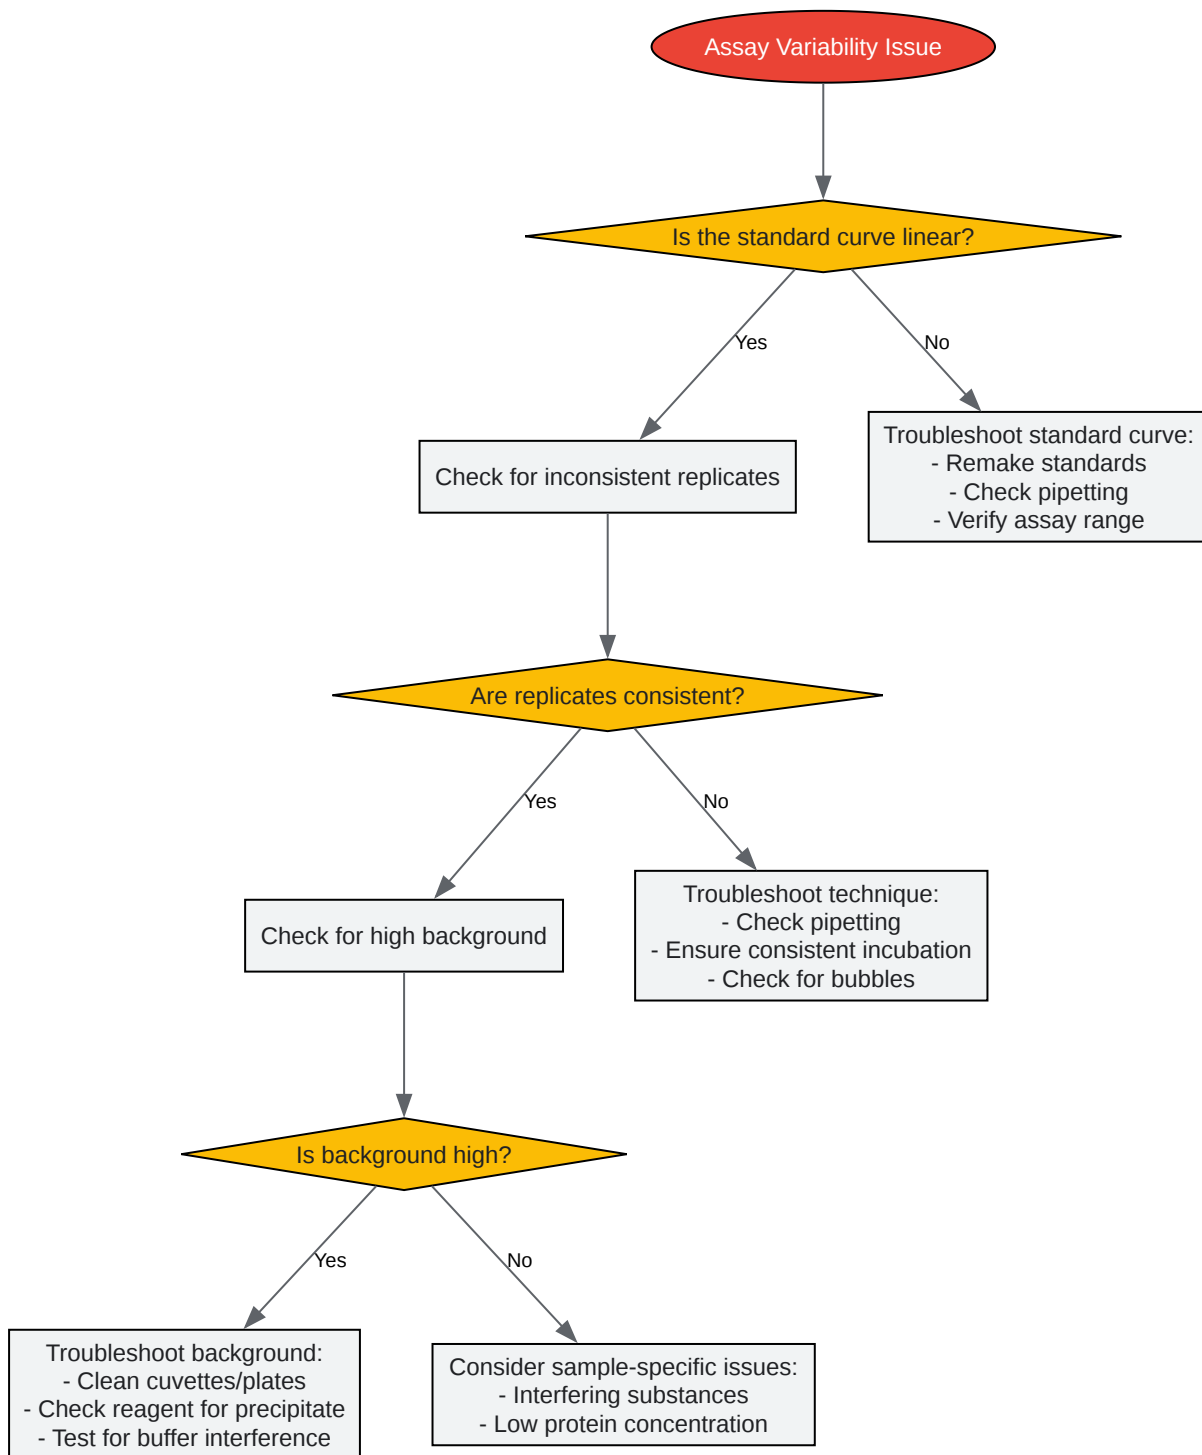 Assay Variability Issue
Is the standard curve linear?
Yes
No
Check for inconsistent replicates
Troubleshoot standard curve:
- Remake standards
- Check pipetting
- Verify assay range
Are replicates consistent?
Yes
No
Check for high background
Troubleshoot technique:
- Check pipetting
- Ensure consistent incubation
- Check for bubbles
Is background high?
Yes
No
Troubleshoot background:
- Clean cuvettes/plates
- Check reagent for precipitate
- Test for buffer interference
Consider sample-specific issues:
- Interfering substances
- Low protein concentration